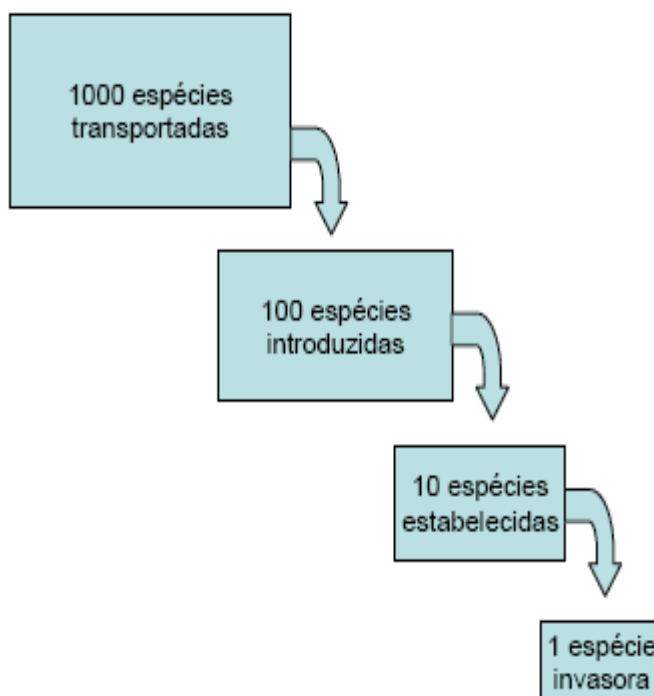 1000 espécies
transportadas
100 espécies
introduzidas
10 espécies
estabelecidas
1 espécie
invasora